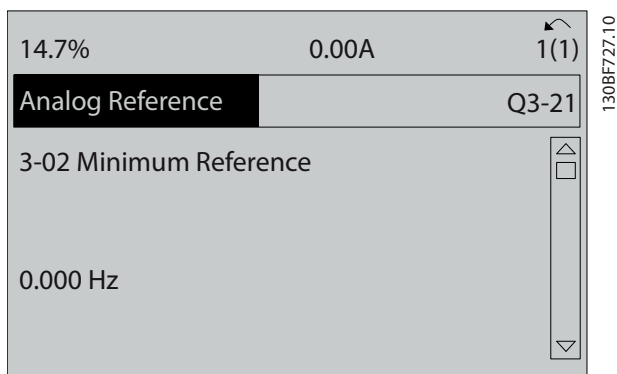 14.7% 0.00A 1(1)
Analog Reference Q3-21
3-02 Minimum Reference
0.000 Hz
130BF727.10